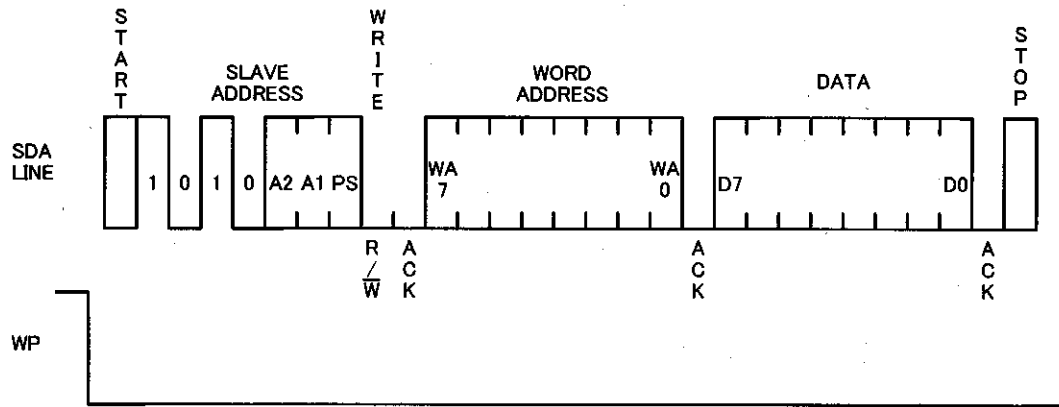 START
WRITE
STOP
SLAVE
ADDRESS
WORD
ADDRESS
DATA
SDA
LINE
1 0 1 0 A2 A1 PS
WA
7
WA
0
D7
D0
R/W̅
ACK
ACK
ACK
WP